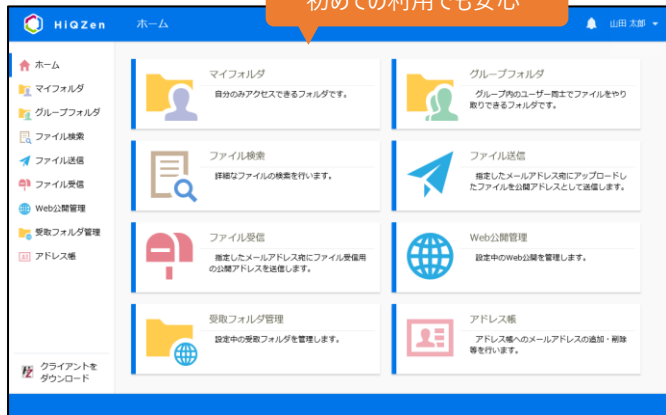 初めての利用でも安心
HiQZen
ホーム
山田 太郎
ホーム
マイフォルダ
グループフォルダ
ファイル検索
ファイル送信
ファイル受信
Web公開管理
受取フォルダ管理
アドレス帳
クライアントを
ダウンロード
マイフォルダ
自分のみアクセスできるフォルダです。
グループフォルダ
グループ内のユーザー同士でファイルをやり
取りできるフォルダです。
ファイル検索
詳細なファイルの検索を行います。
ファイル送信
指定したメールアドレス宛にアップロードし
たファイルを公開アドレスとして送信します。
ファイル受信
指定したメールアドレス宛にファイル受信用
の公開アドレスを送信します。
Web公開管理
設定中のWeb公開を管理します。
受取フォルダ管理
設定中の受取フォルダを管理します。
アドレス帳
アドレス帳へのメールアドレスの追加・削除
等を行います。